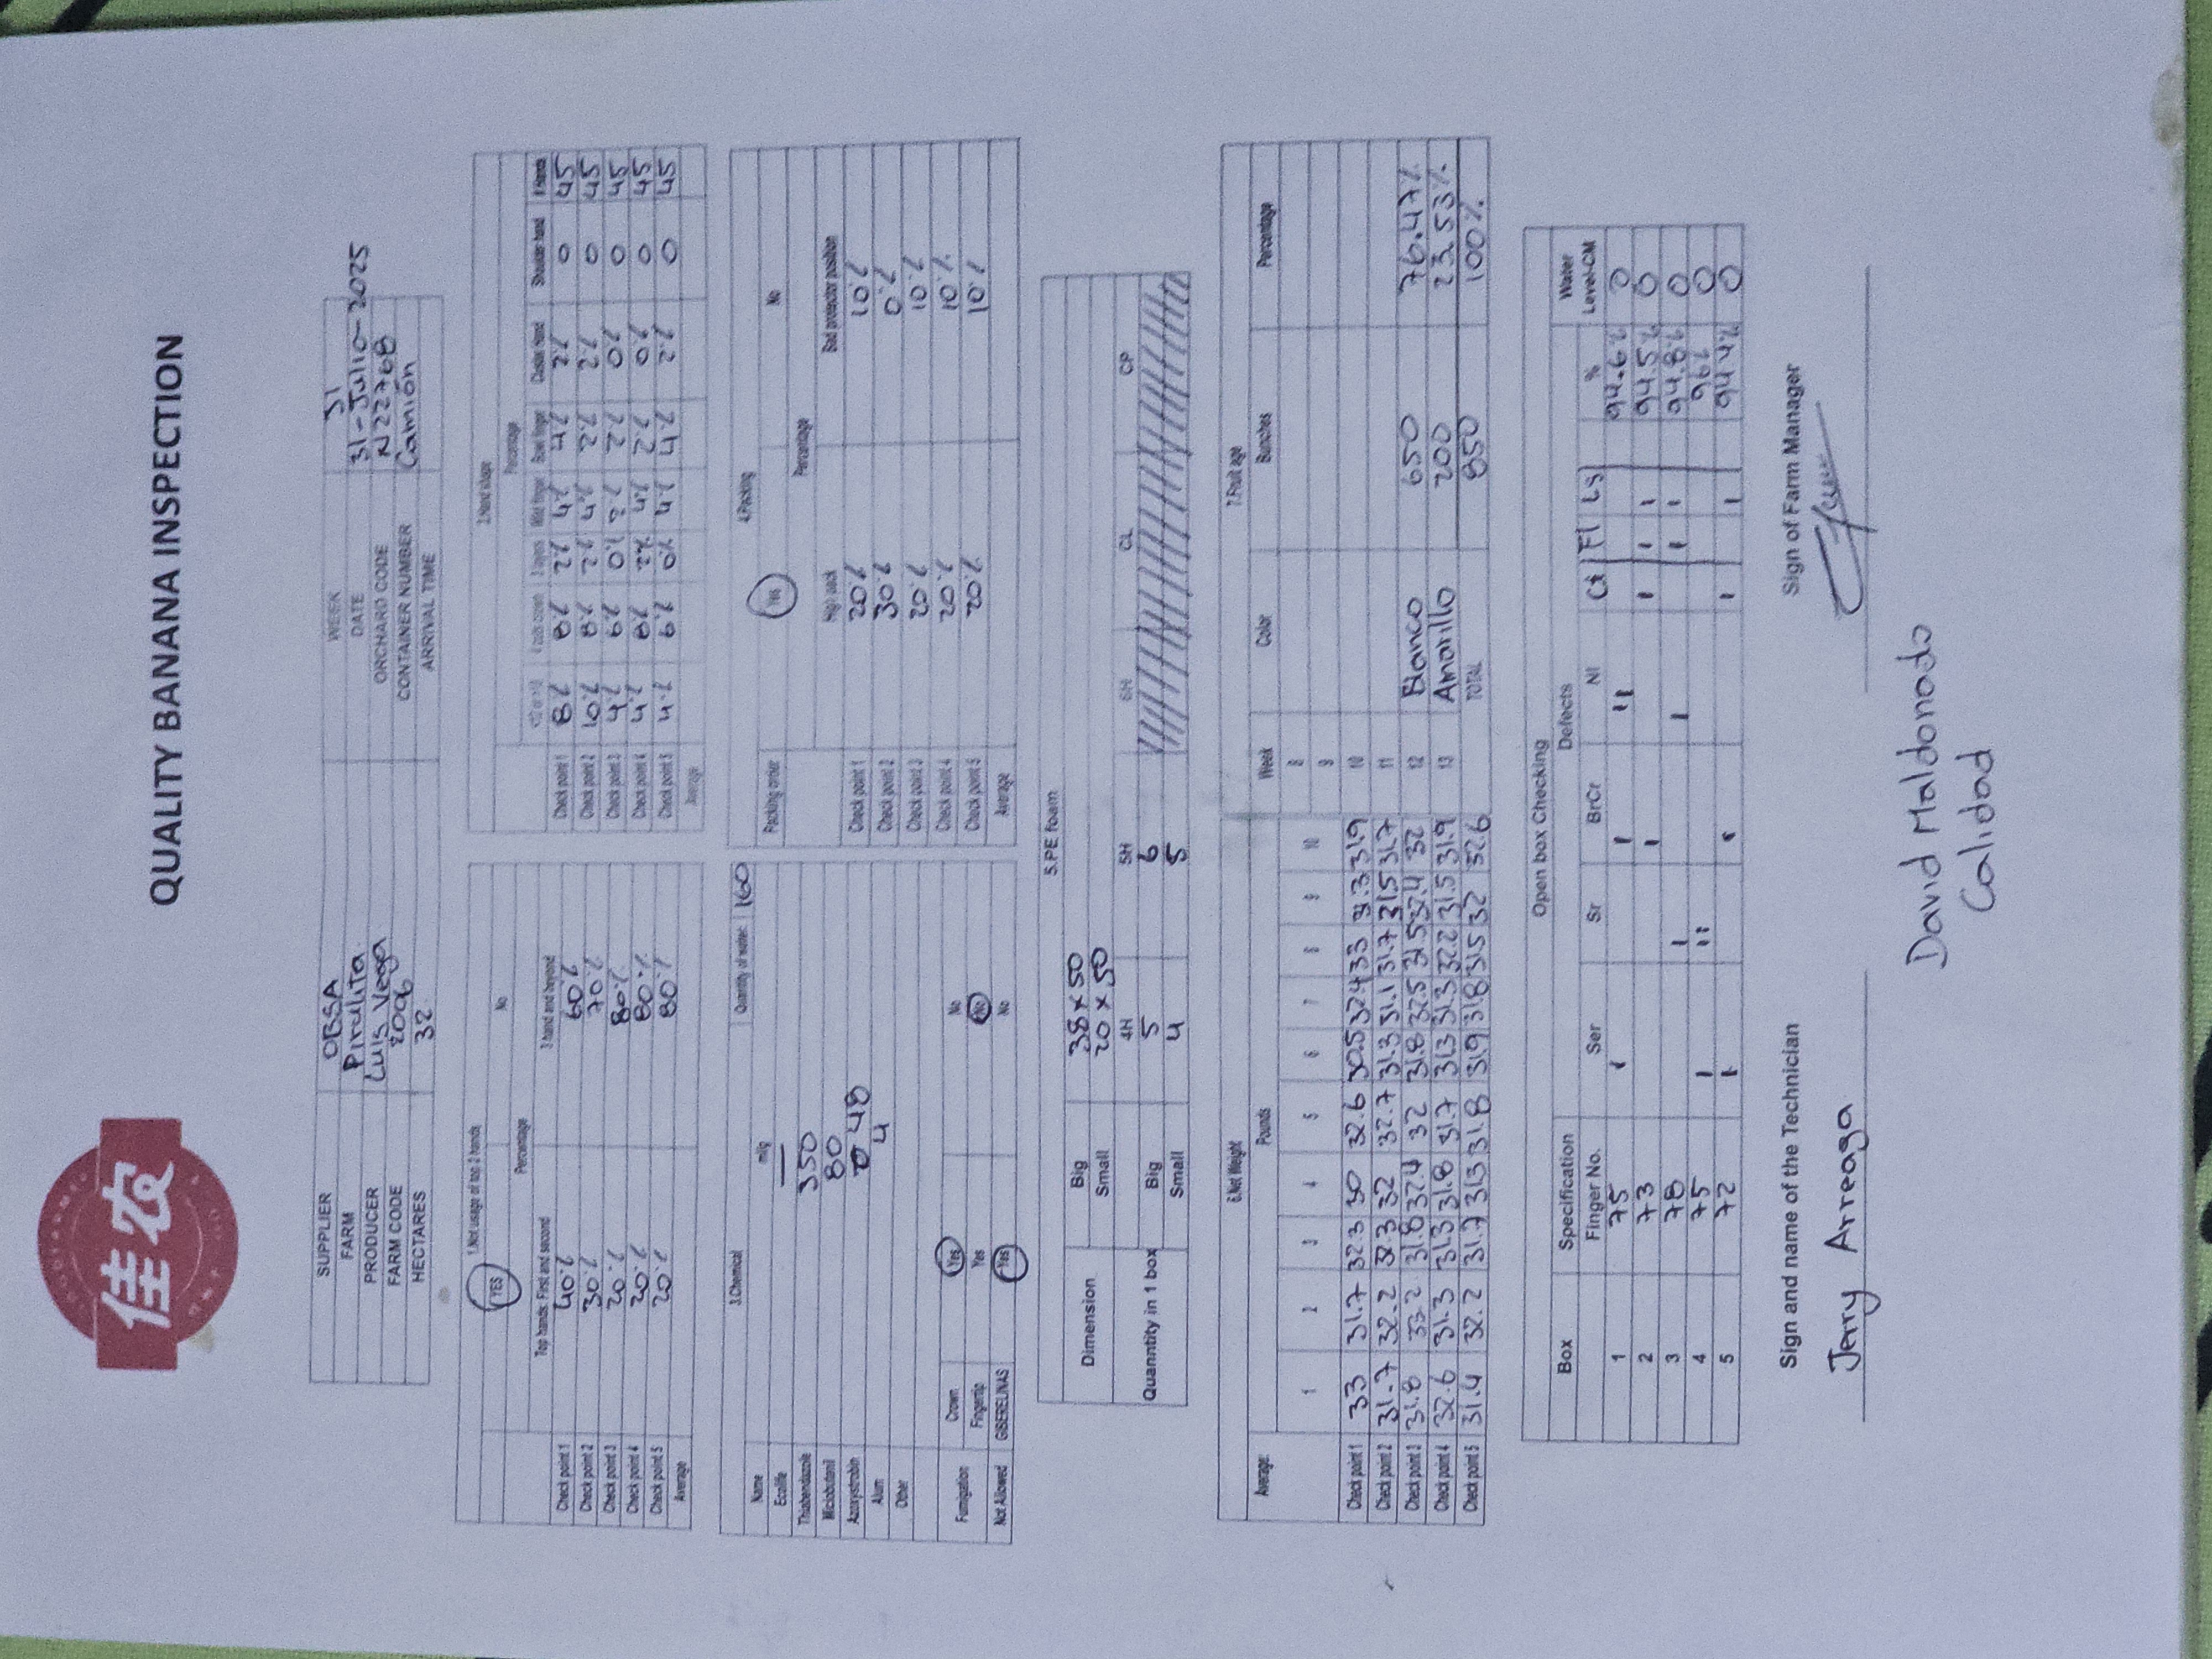 佳农
QUALITY BANANA INSPECTION
SUPPLIER OBSA WEEK 31
FARM Pirulita DATE 31-Julio-2025
PRODUCER Luis Vega ORCHARD CODE N22768
FARM CODE 2006 CONTAINER NUMBER Camión
HECTARES 32 ARRIVAL TIME
1.Not usage of top 2 hands
YES No
Percentage
Top hands: First and second 3 hand and beyond
Check point 1 40% 60%
Check point 2 30% 70%
Check point 3 20% 80%
Check point 4 20% 80%
Check point 5 20% 80%
Average
2.Hand shape
Percentage
4 cuts crown 3 layers Wild finger Bowl finger Cluster Hand Shoulder hand # Hands
Check point 1 8% 8% 2% 4% 4% 2% 0 45
Check point 2 10% 8% 2% 4% 2% 2% 0 45
Check point 3 4% 6% 0% 2% 2% 0% 0 45
Check point 4 4% 8% 2% 4% 2% 0% 0 45
Check point 5 4% 6% 0% 4% 4% 2% 0 45
Average
3.Chemical Quantity of water: 160
Name ml/g
Ecolife —
Thiabendazole 350
Miclobutanil 80
Azoxystrobin 48
Alum 4
Other
Fumigation Crown Yes No
Fingertip Yes No
Not Allowed GIBERELINAS Yes No
4.Packing
Packing order Yes No
Percentage
High pack Bad protector position
Check point 1 20% 10%
Check point 2 30% 0%
Check point 3 20% 10%
Check point 4 20% 10%
Check point 5 20% 10%
Average
5.PE foam
Dimension Big 38x50
Small 20x50
4H 5H 6H CL CP
Quanntity in 1 box Big 5 6
Small 4 5
6.Net Weight
Average: Pounds
1 2 3 4 5 6 7 8 9 10
Check point 1 33 31.7 32.3 30 32.6 30.5 32.4 33 31.3 31.9
Check point 2 31.7 32.2 32.3 32 32.7 31.3 31.1 31.7 31.5 31.7
Check point 3 31.8 33.2 31.8 32.4 32 31.8 32.5 31.5 32.4 32
Check point 4 32.6 31.3 31.3 31.8 31.7 31.3 31.3 32.2 31.5 31.9
Check point 5 31.4 32.2 31.7 31.3 31.8 31.9 31.8 31.5 32 32.6
7.Fruit age
Week Color Bunches Percentage
8
9
10
11
12 Blanco 650 76.47%
13 Amarillo 200 23.53%
TOTAL 850 100%
Open box Checking
Box Specification Defects Water
Finger No. Ser Sr BrCr NI Ct Fl Ls % Level-CM
1 75 I I II 94.6% 0
2 73 I I I I 94.5% 0
3 78 I I I I 94.8% 0
4 75 I II 96% 0
5 72 I I I I 94.4% 0
Sign and name of the Technician Sign of Farm Manager
Jerry Arreaga
David Maldonado
Calidad